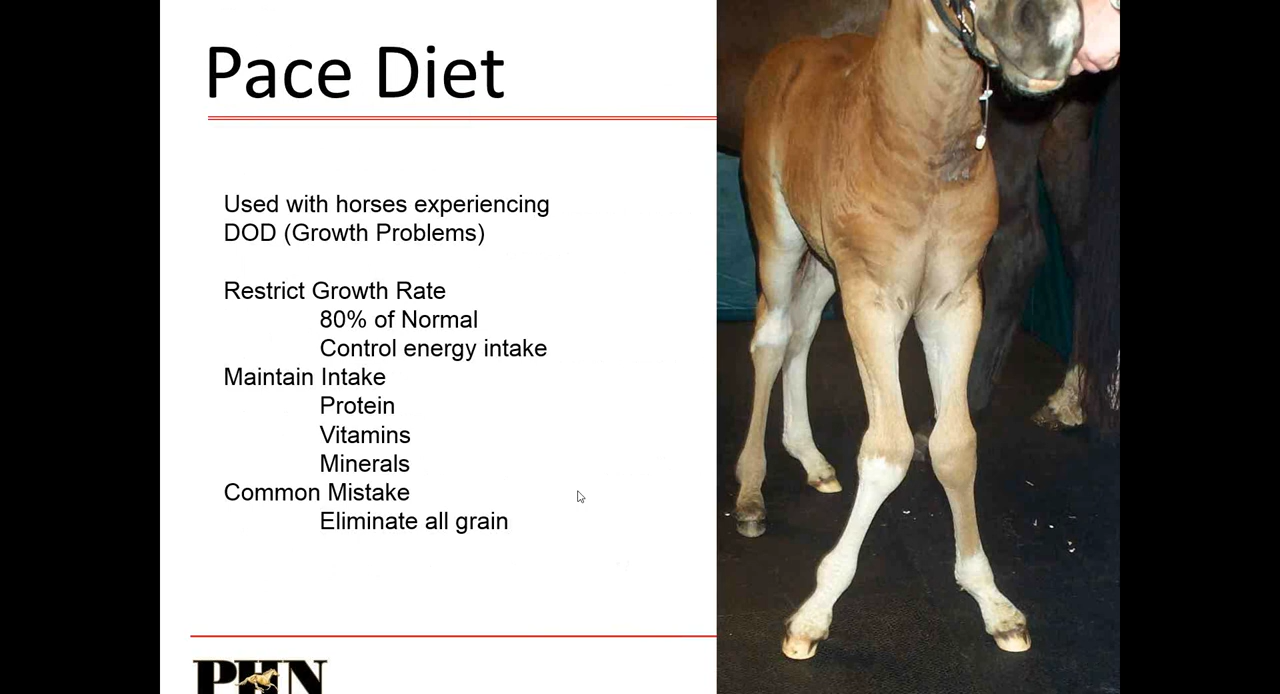 Pace Diet
Used with horses experiencing
DOD (Growth Problems)
Restrict Growth Rate
80% of Normal
Control energy intake
Maintain Intake
Protein
Vitamins
Minerals
Common Mistake
Eliminate all grain
PHN